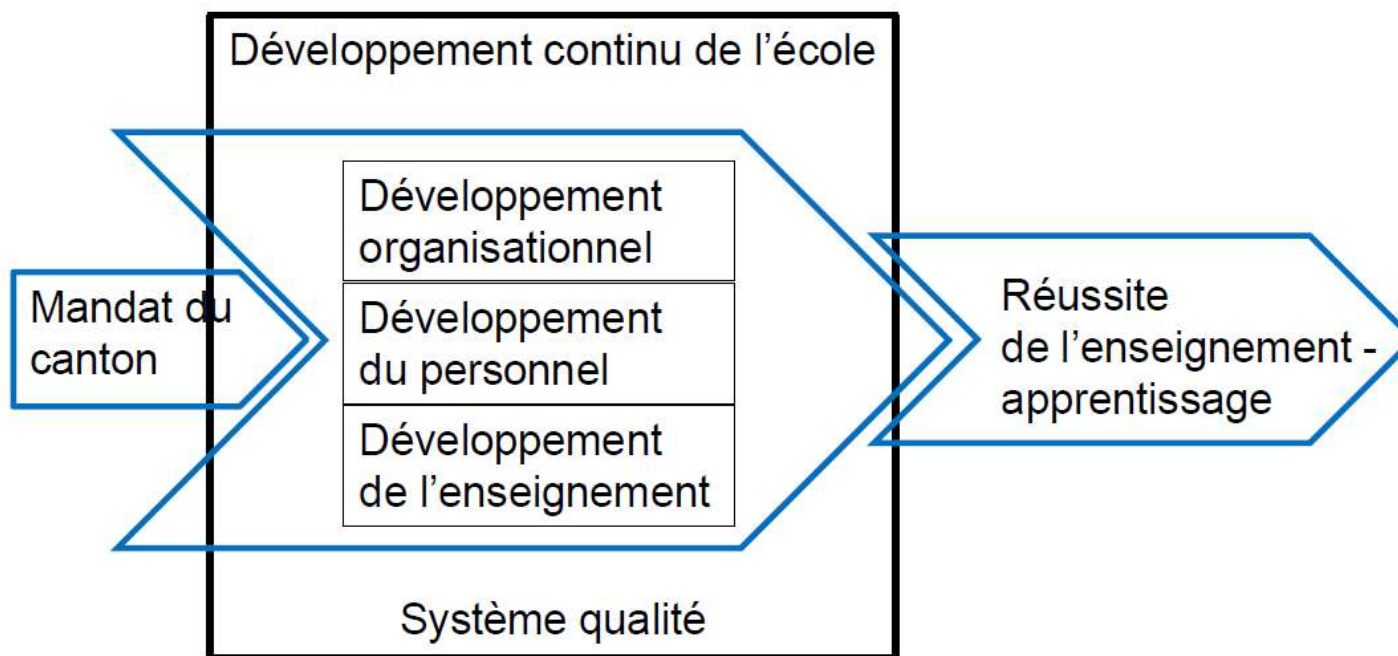 Développement continu de l’école
Mandat du
canton
Développement
organisationnel
Développement
du personnel
Développement
de l’enseignement
Réussite
de l’enseignement -
apprentissage
Système qualité